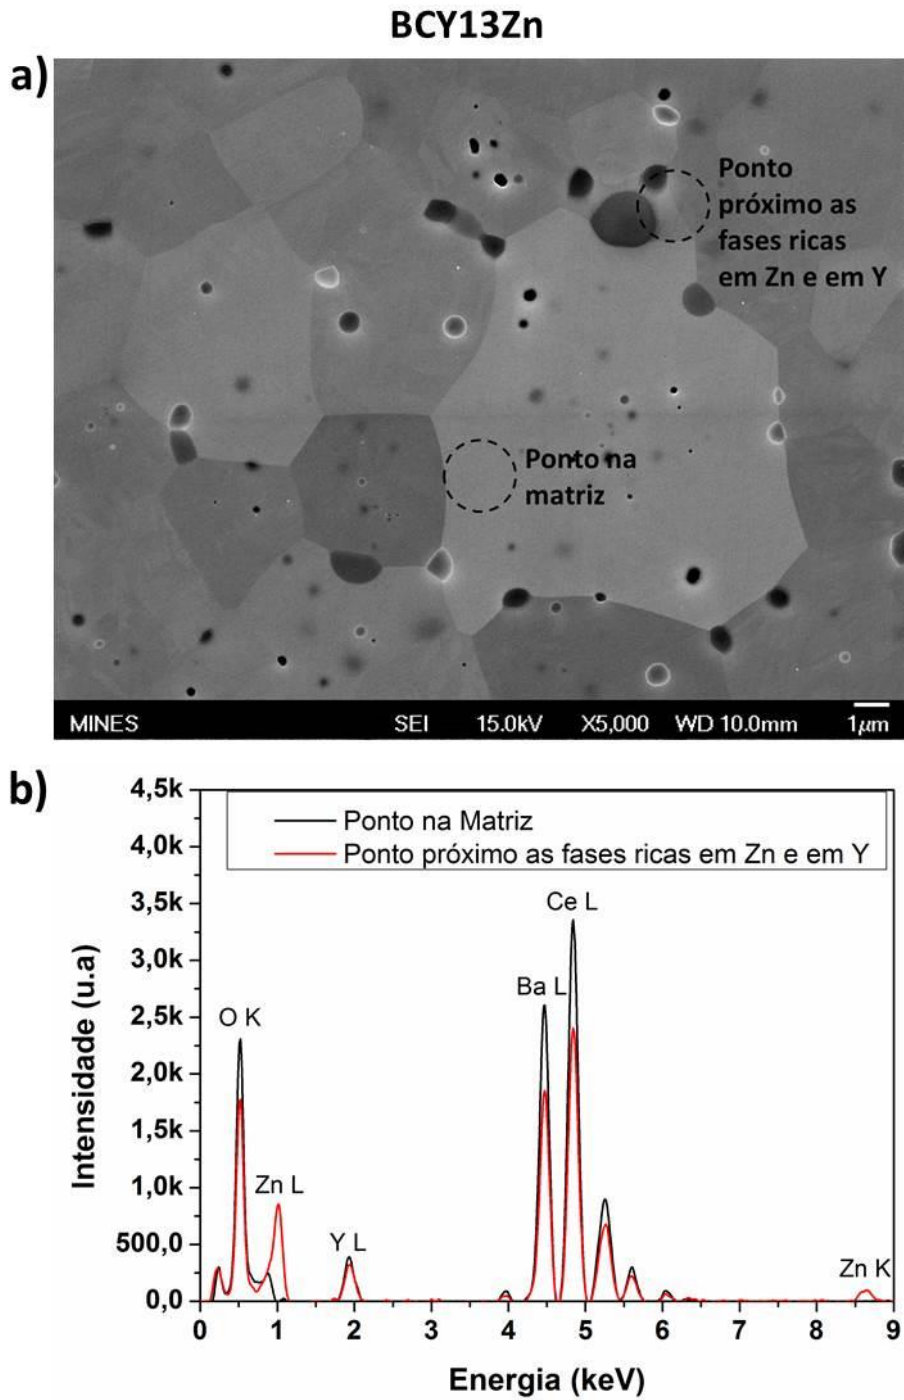 BCY13Zn
a)
Ponto
próximo as
fases ricas
em Zn e em Y
Ponto na
matriz
MINES SEI 15.0kV X5,000 WD 10.0mm 1μm
b)
4,5k
4,0k
3,5k
3,0k
2,5k
2,0k
1,5k
1,0k
500,0
0,0
Intensidade (u.a)
Ponto na Matriz
Ponto próximo as fases ricas em Zn e em Y
Ce L
Ba L
O K
Zn L
Y L
Zn K
0 1 2 3 4 5 6 7 8 9
Energia (keV)